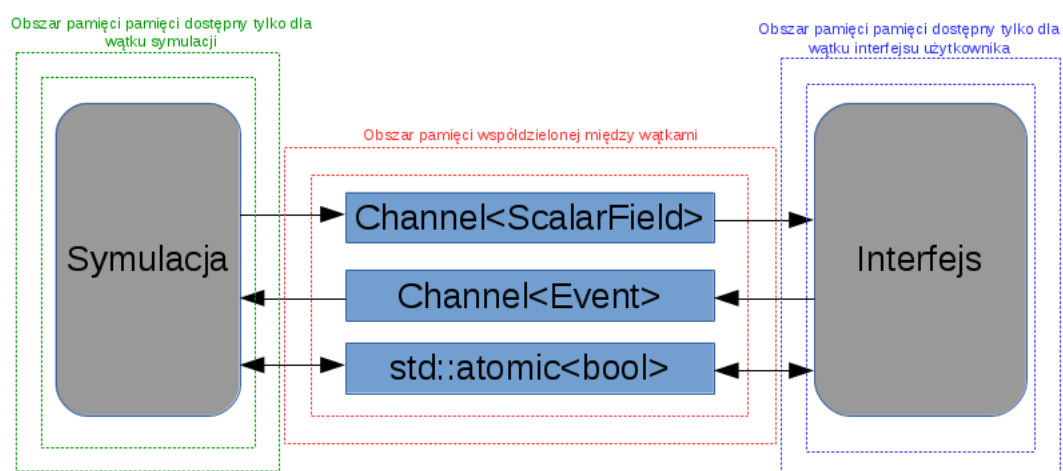 Obszar pamięci pamięci dostępny tylko dla
wątku symulacji
Obszar pamięci pamięci dostępny tylko dla
wątku interfejsu użytkownika
Obszar pamięci współdzielonej między wątkami
Channel<ScalarField>
Symulacja
Interfejs
Channel<Event>
std::atomic<bool>